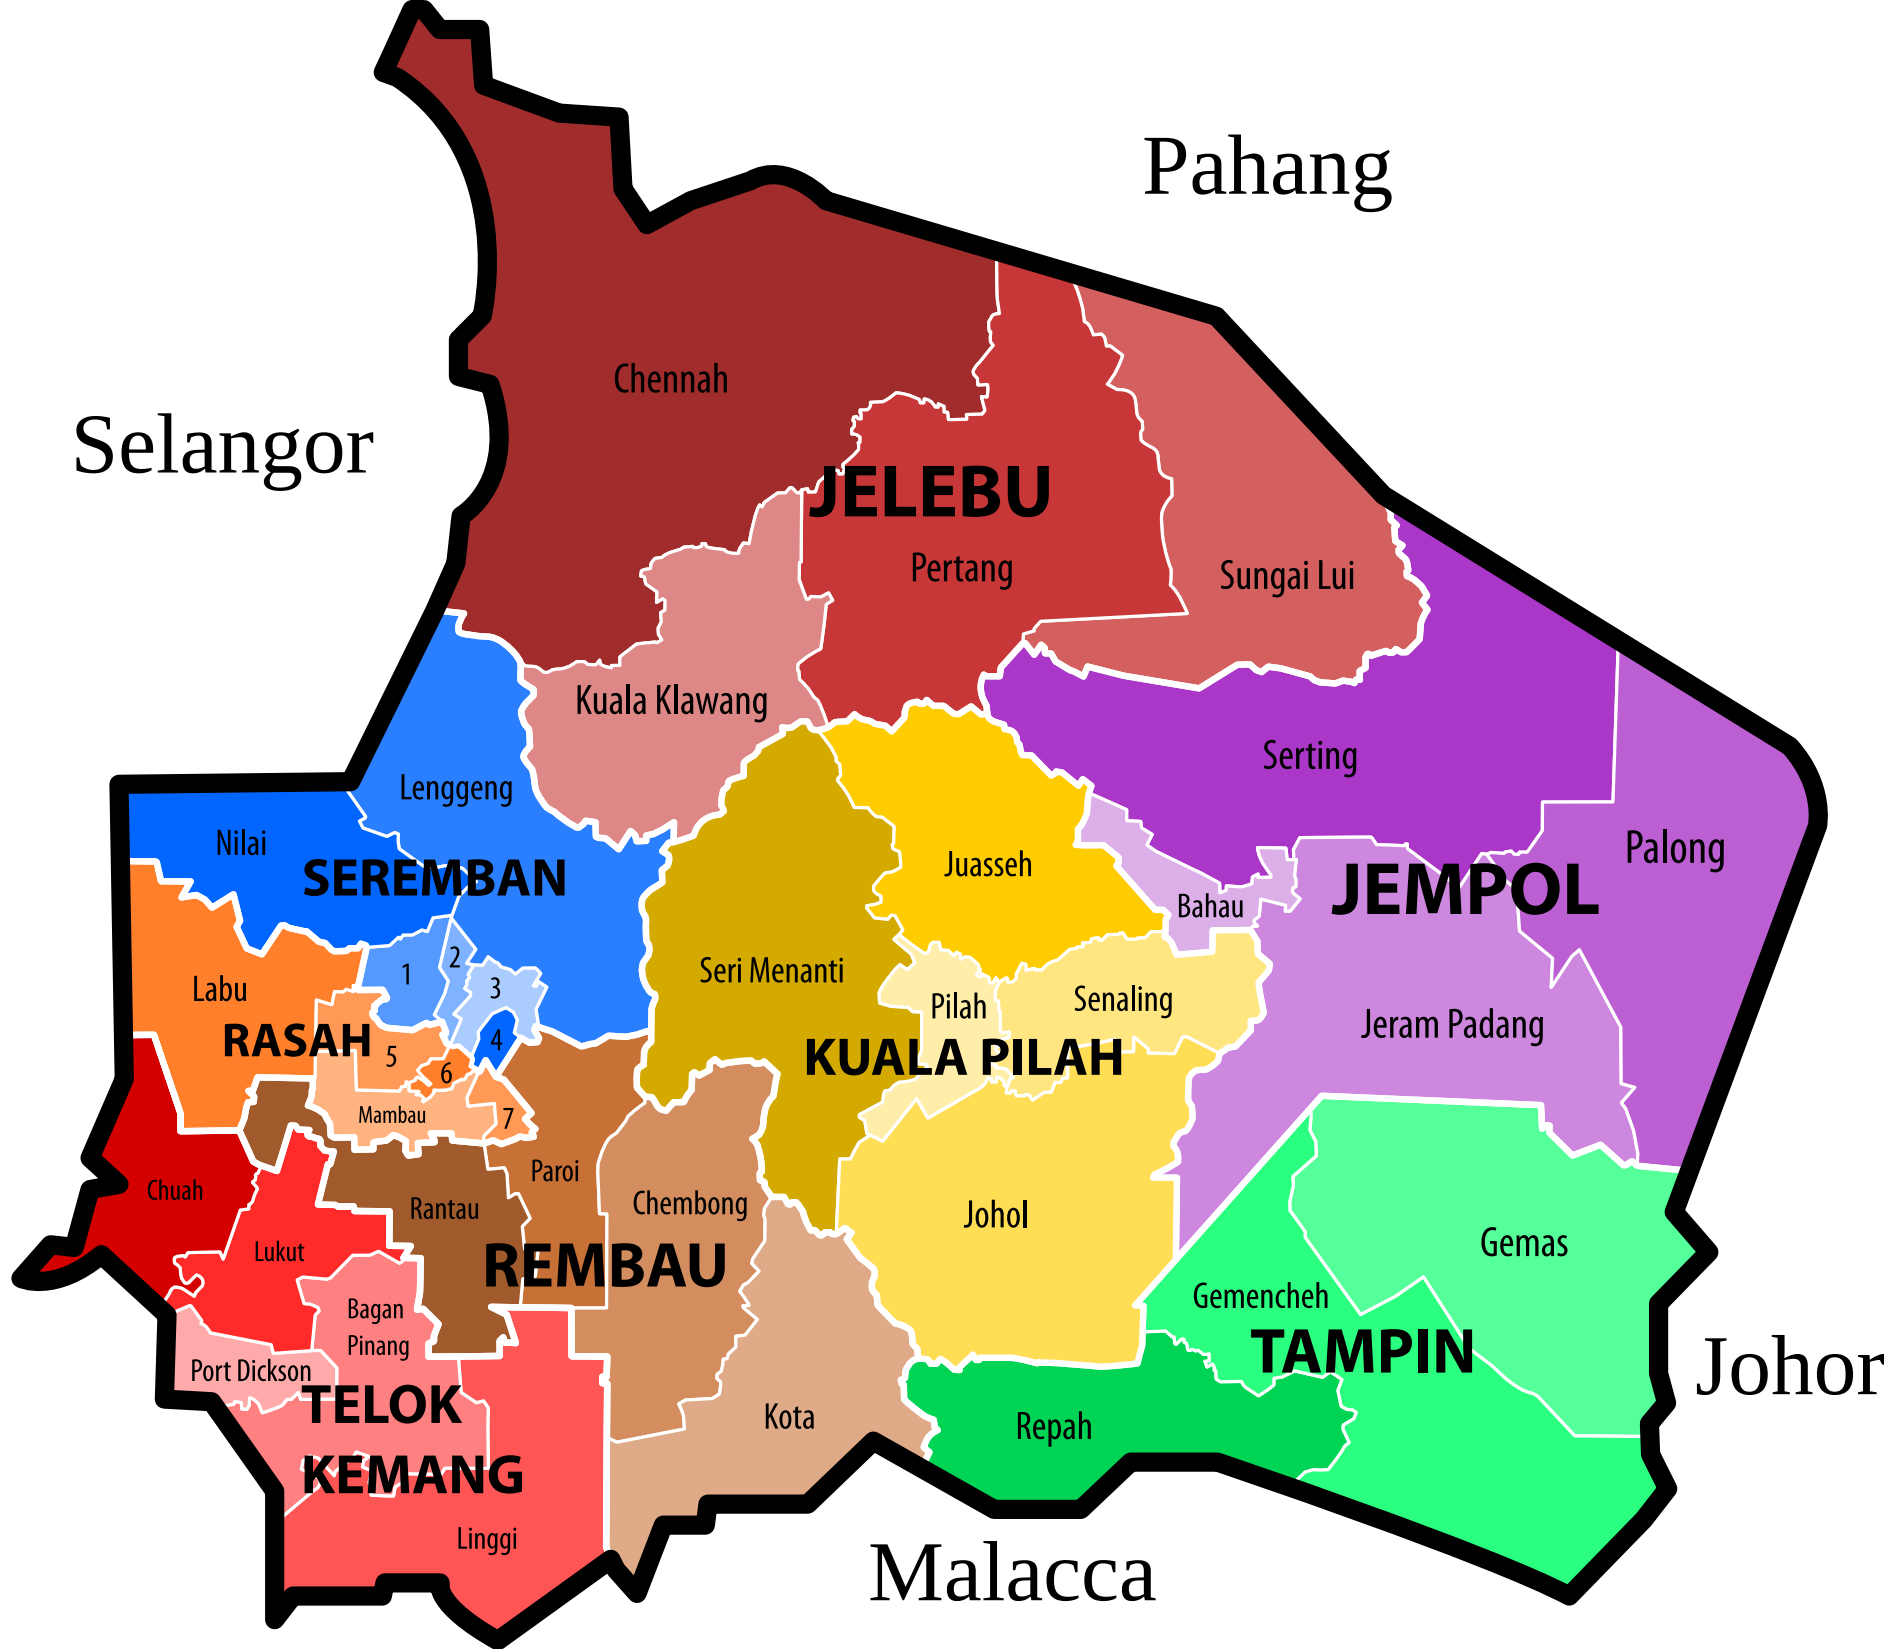 Pahang
Selangor
Chennah
JELEBU
Pertang
Sungai Lui
Kuala Klawang
Serting
Lenggeng
Nilai
SEREMBAN
Juasseh
Palong
JEMPOL
Bahau
1
2
3
4
Labu
RASAH
5
6
7
Mambau
Seri Menanti
Pilah
Senaling
KUALA PILAH
Jeram Padang
Chuah
Lukut
Rantau
Paroi
Chembong
REMBAU
Johol
Gemas
Gemencheh
TAMPIN
Bagan
Pinang
Port Dickson
TELOK
KEMANG
Linggi
Kota
Repah
Johor
Malacca